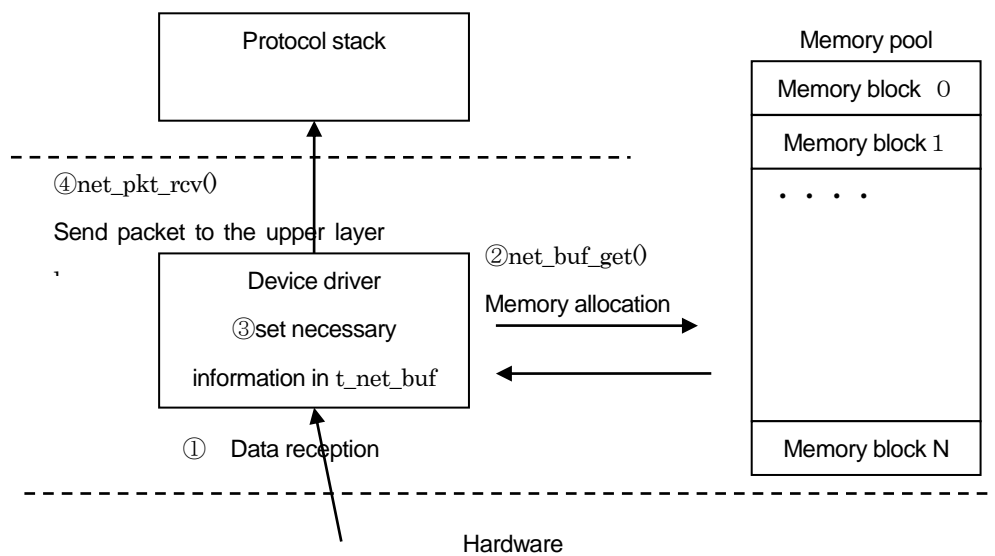 Protocol stack
Memory pool
Memory block 0
Memory block 1
・・・・
④net_pkt_rcv()
Send packet to the upper layer
②net_buf_get()
Memory allocation
Device driver
③set necessary
information in t_net_buf
① Data reception
Memory block N
Hardware